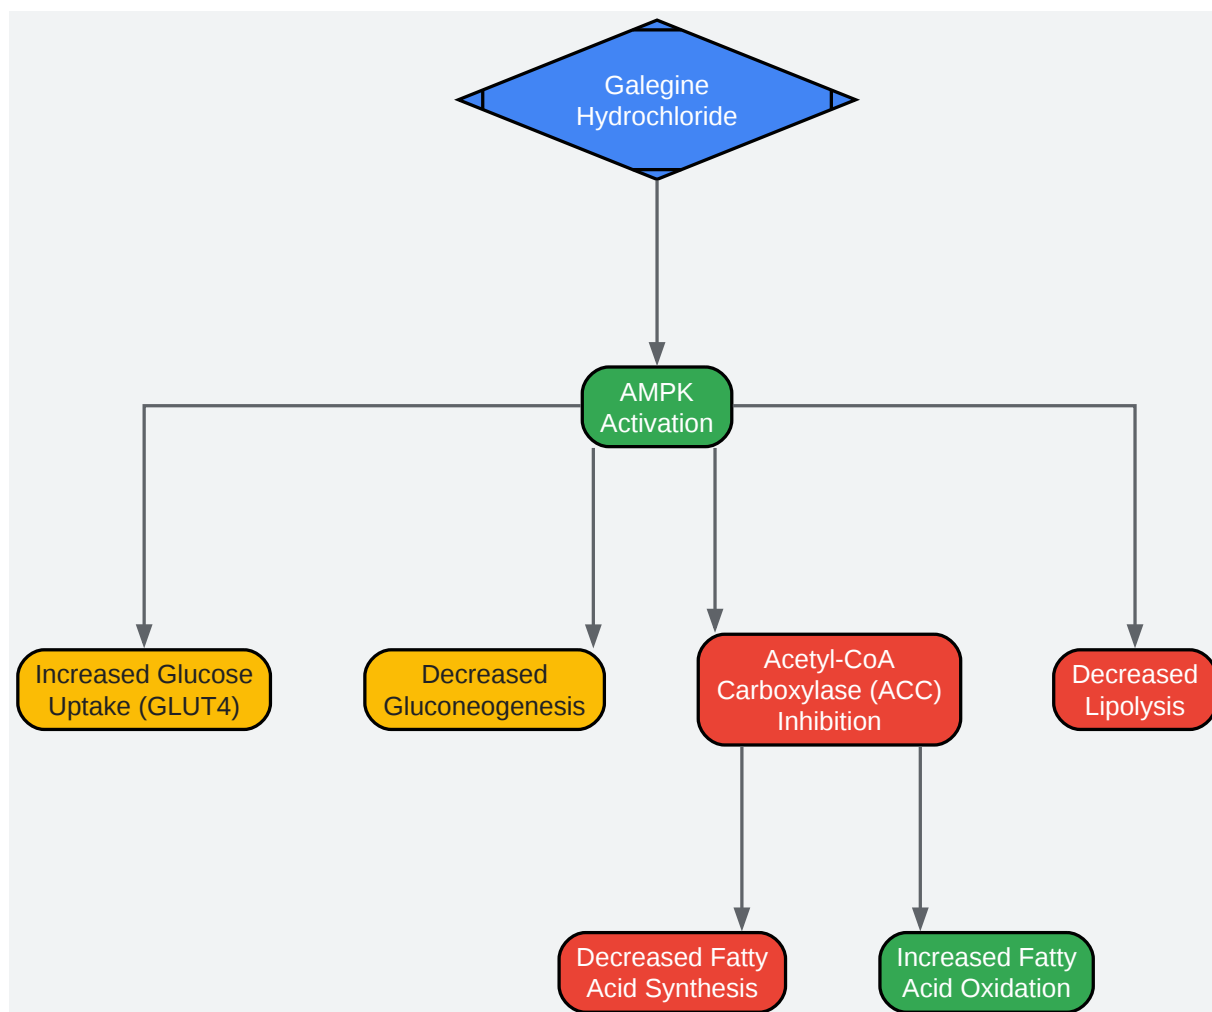 Galegine
Hydrochloride
AMPK
Activation
Increased Glucose
Uptake (GLUT4)
Decreased
Gluconeogenesis
Acetyl-CoA
Carboxylase (ACC)
Inhibition
Decreased
Lipolysis
Decreased Fatty
Acid Synthesis
Increased Fatty
Acid Oxidation